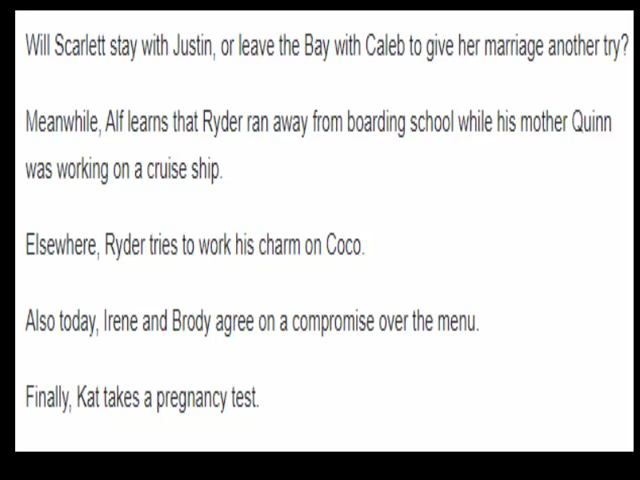 Will Scarlett stay with Justin, or leave the Bay with Caleb to give her marriage another try?
Meanwhile, Alf learns that Ryder ran away from boarding school while his mother Quinn
was working on a cruise ship.
Elsewhere, Ryder tries to work his charm on Coco.
Also today, Irene and Brody agree on a compromise over the menu.
Finally, Kat takes a pregnancy test.